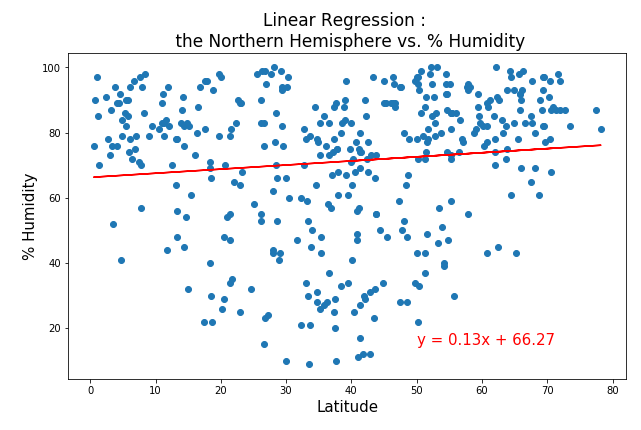 Linear Regression :
the Northern Hemisphere vs. % Humidity
% Humidity
100
80
60
40
20
y = 0.13x + 66.27
0 10 20 30 40 50 60 70 80
Latitude